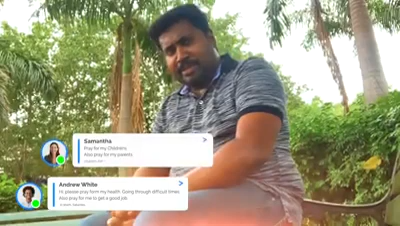 Samantha
Pray for my Children's
Also pray for my parents.
Andrew White
Hi, please pray form my health. Going through difficult times.
Also pray for me to get a good job.